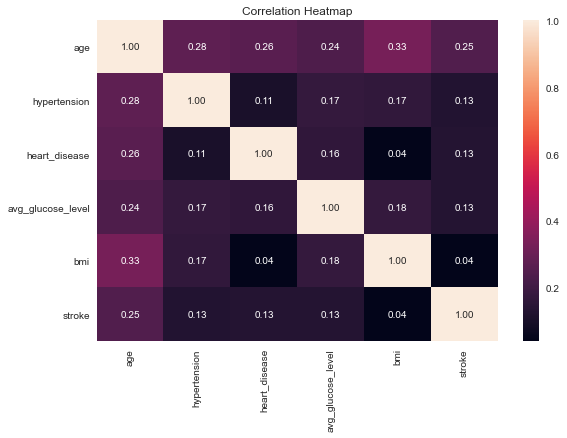 Correlation Heatmap
age 1.00 0.28 0.26 0.24 0.33 0.25
hypertension 0.28 1.00 0.11 0.17 0.17 0.13
heart_disease 0.26 0.11 1.00 0.16 0.04 0.13
avg_glucose_level 0.24 0.17 0.16 1.00 0.18 0.13
bmi 0.33 0.17 0.04 0.18 1.00 0.04
stroke 0.25 0.13 0.13 0.13 0.04 1.00
age hypertension heart_disease avg_glucose_level bmi stroke
1.0
0.8
0.6
0.4
0.2